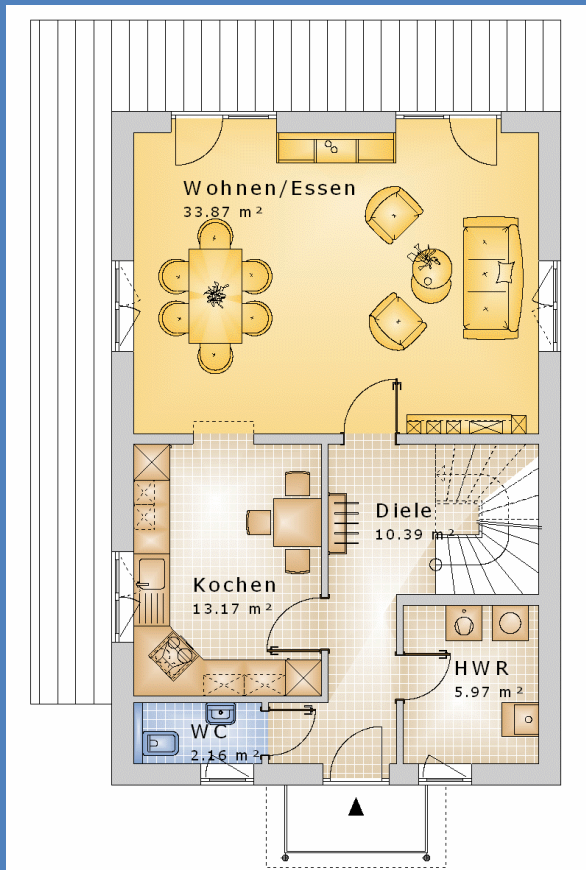 Wohnen/Essen
33.87 m²
Diele
10.39 m²
Kochen
13.17 m²
HWR
5.97 m²
WC
2.16 m²